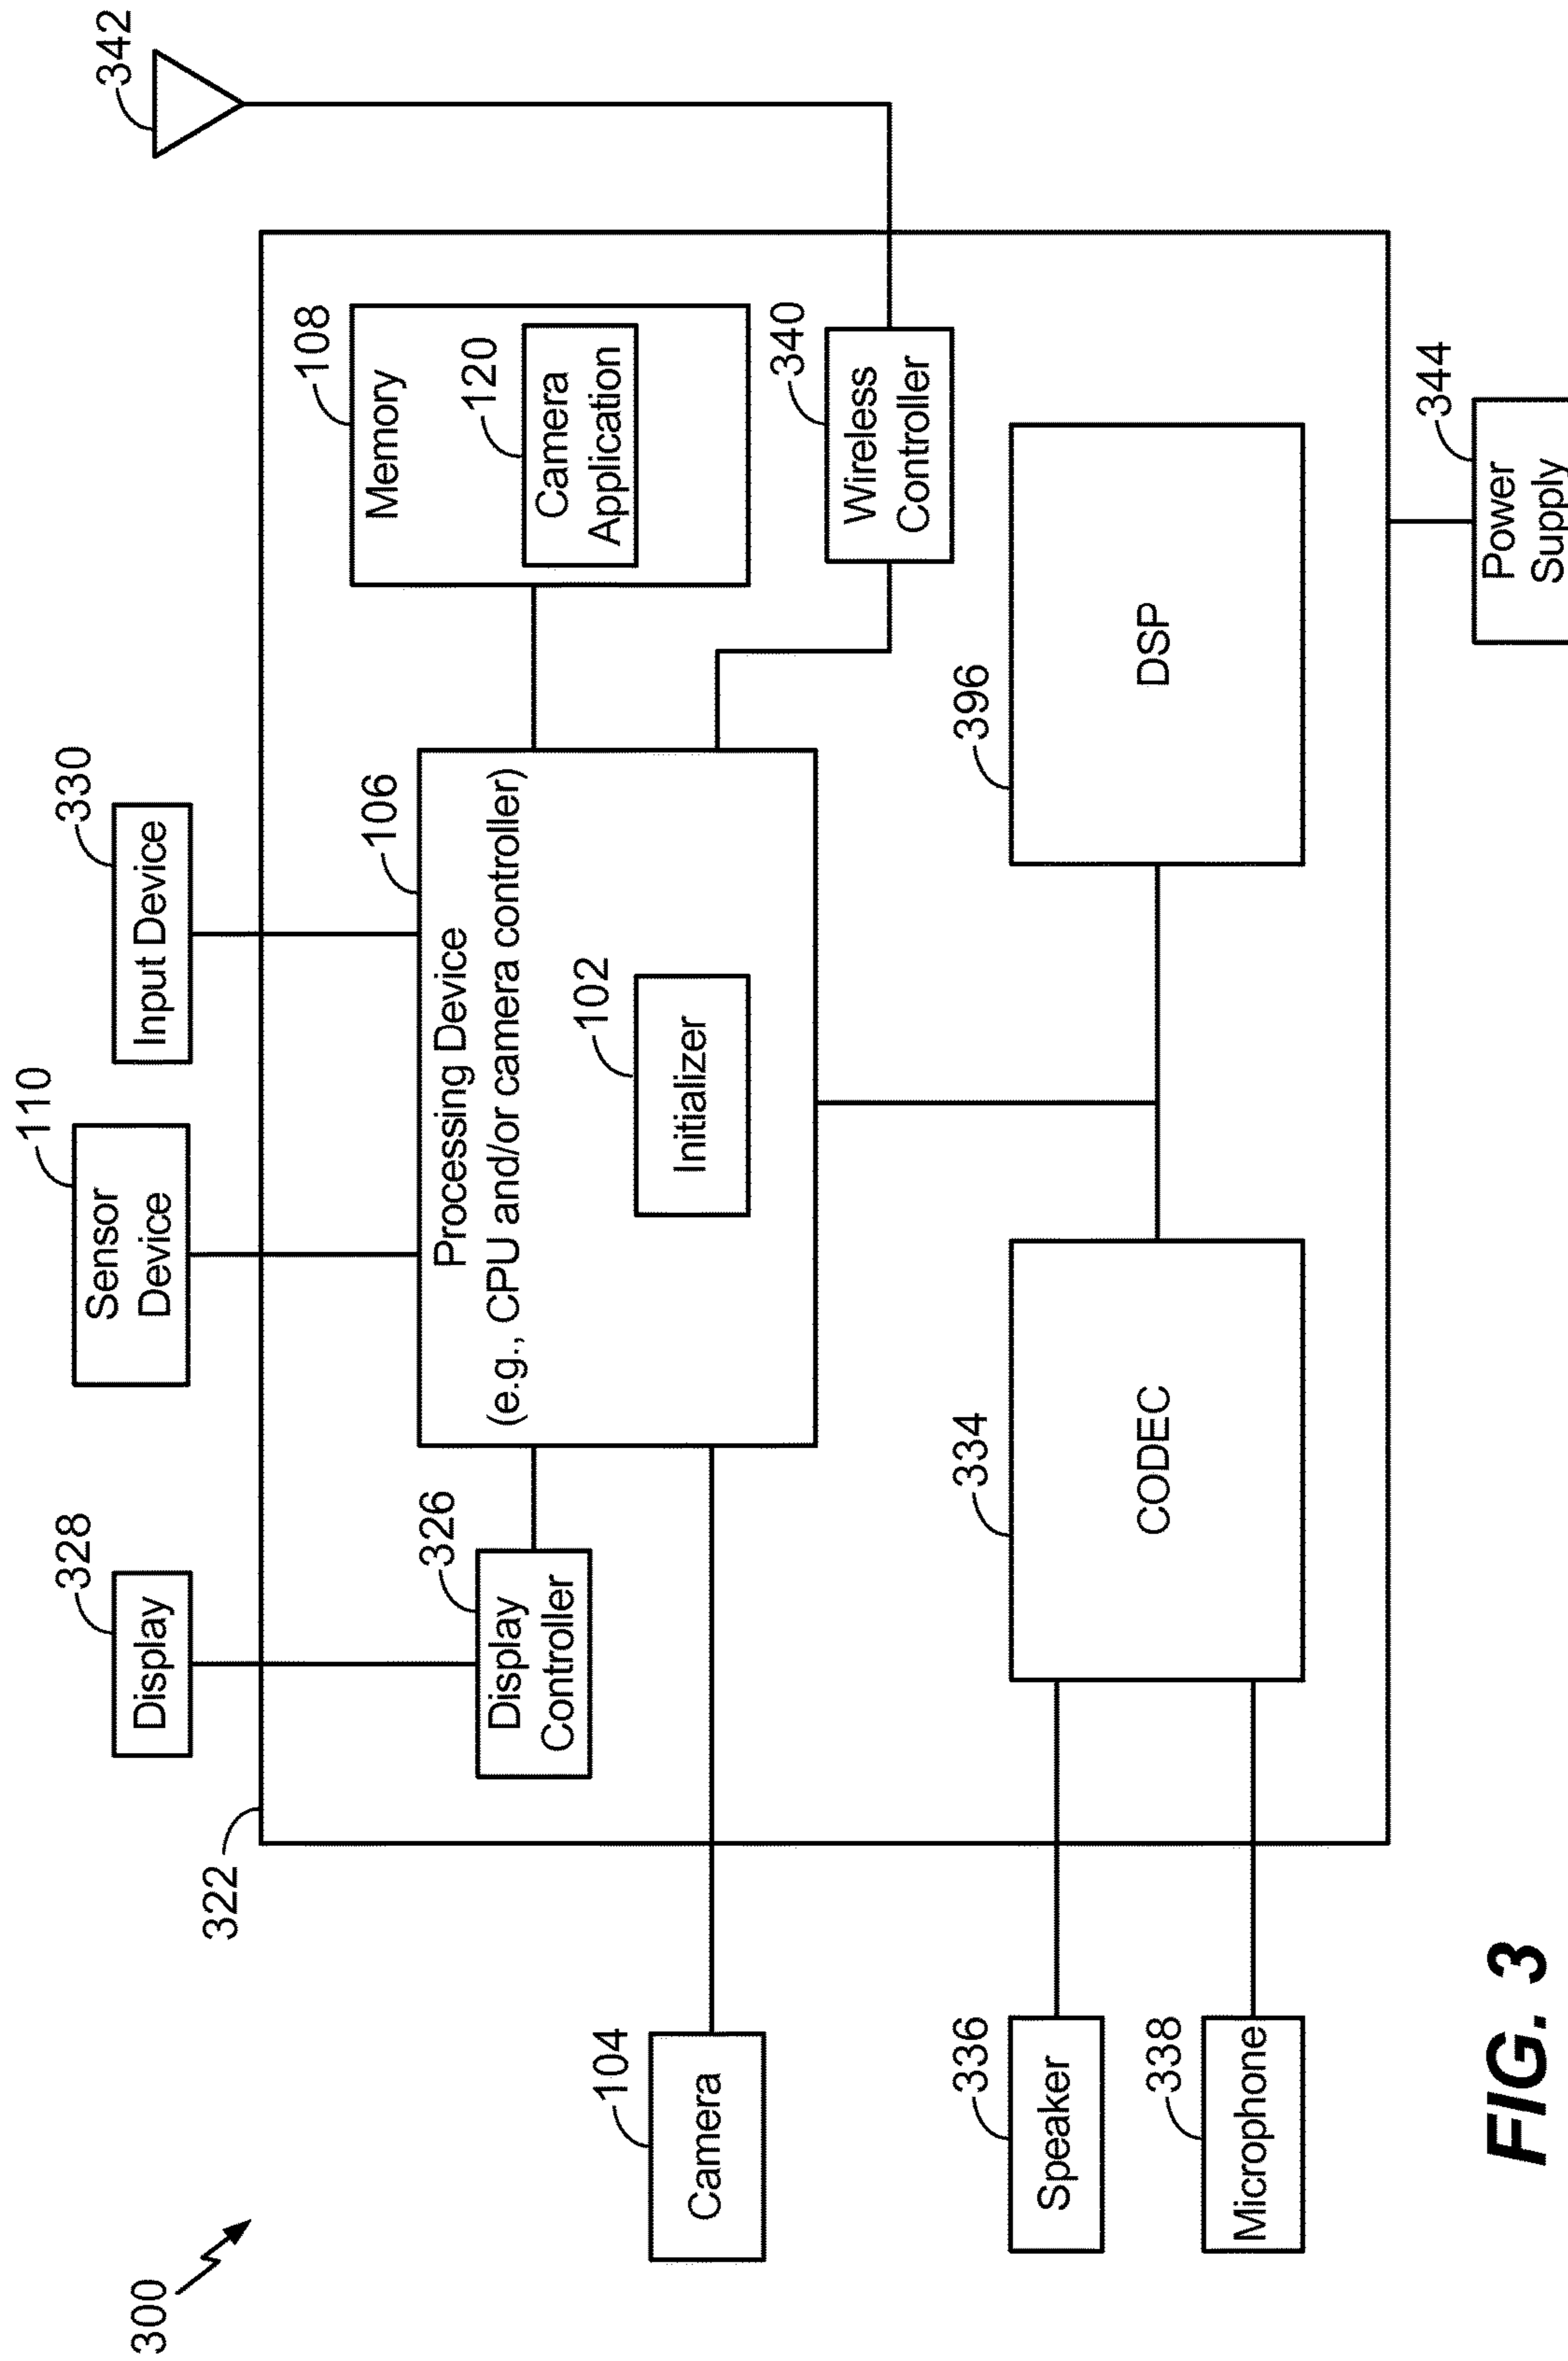 300
328
Display
110
Sensor
Device
330
Input Device
342
322
326
Display
Controller
106
Processing Device
(e.g., CPU and/or camera controller)
102
Initializer
108
Memory
120
Camera
Application
104
Camera
340
Wireless
Controller
336
Speaker
338
Microphone
334
CODEC
396
DSP
344
Power
Supply
FIG. 3